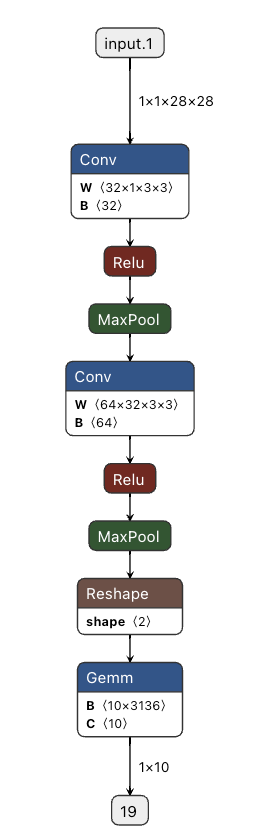 input.1
1×1×28×28
Conv
W ⟨32×1×3×3⟩
B ⟨32⟩
Relu
MaxPool
Conv
W ⟨64×32×3×3⟩
B ⟨64⟩
Relu
MaxPool
Reshape
shape ⟨2⟩
Gemm
B ⟨10×3136⟩
C ⟨10⟩
1×10
19